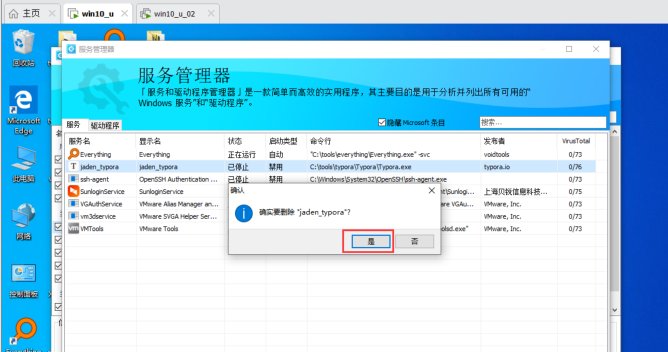 主页
win10_u
win10_u_02
回收站
服务管理器
服务管理器
「服务和驱动程序管理器」是一款简单而高效的实用程序，其主要目的是用于分析并列出所有可用的"
Windows 服务"和"驱动程序"。
Microsoft
Edge
服务
驱动程序
隐藏 Microsoft 条目
搜索...
服务名 显示名 状态 启动类型 命令行 发布者 VirusTotal
Everything Everything 正在运行 自动 "C:\tools\everything\Everything.exe" -svc voidtools 0/73
jaden_typora jaden_typora 已停止 禁用 C:\tools\typora\Typora\Typora.exe typora.io 0/76
ssh-agent OpenSSH Authentication ... 已停止 禁用 C:\Windows\System32\OpenSSH\ssh-agent.exe 0/73
SunloginService SunloginService nt\Sunlog... 上海贝锐信息科技... 0/75
VGAuthService VMware Alias Manager an... are VGAu... VMware, Inc. 0/73
vm3dservice VMware SVGA Helper Ser... VMware, Inc. 0/73
VMTools VMware Tools olsd.exe" VMware, Inc. 0/73
确认
确实要删除 "jaden_typora"?
是
否
此电脑
网络
控制面板
Everything